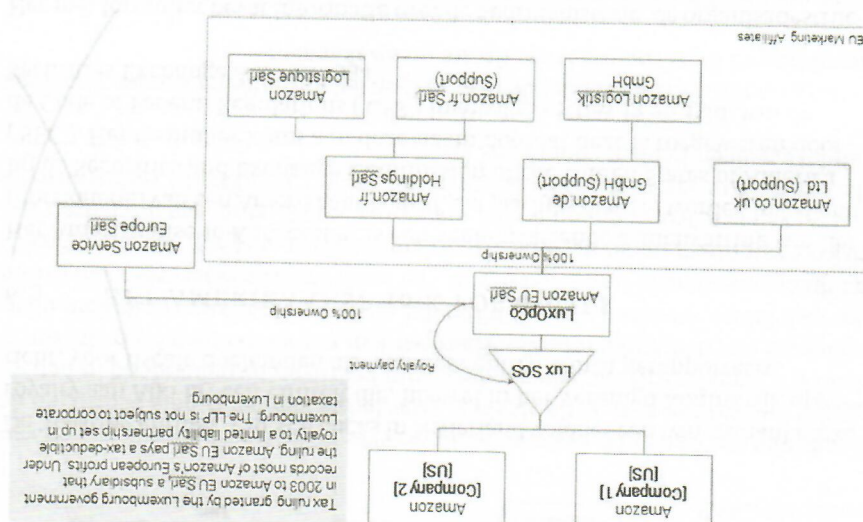 Amazon
[Company 1]
[US]
Amazon
[Company 2]
[US]
Tax ruling granted by the Luxembourg government
in 2003 to Amazon EU Sarl, a subsidiary that
records most of Amazon's European profits. Under
the ruling, Amazon EU Sarl pays a tax-deductible
royalty to a limited liability partnership set up in
Luxembourg. The LLP is not subject to corporate
taxation in Luxembourg
Lux SCS
Royalty payment
LuxOpCo
Amazon EU Sarl
100% Ownership
100% Ownership
Amazon Service
Europe Sarl
Amazon.co.uk
Ltd. (Support)
Amazon.de
GmbH (Support)
Amazon.fr
Holdings Sarl
Amazon Logistik
GmbH
Amazon.fr Sarl
(Support)
Amazon
Logistique Sarl
EU Marketing Affiliates